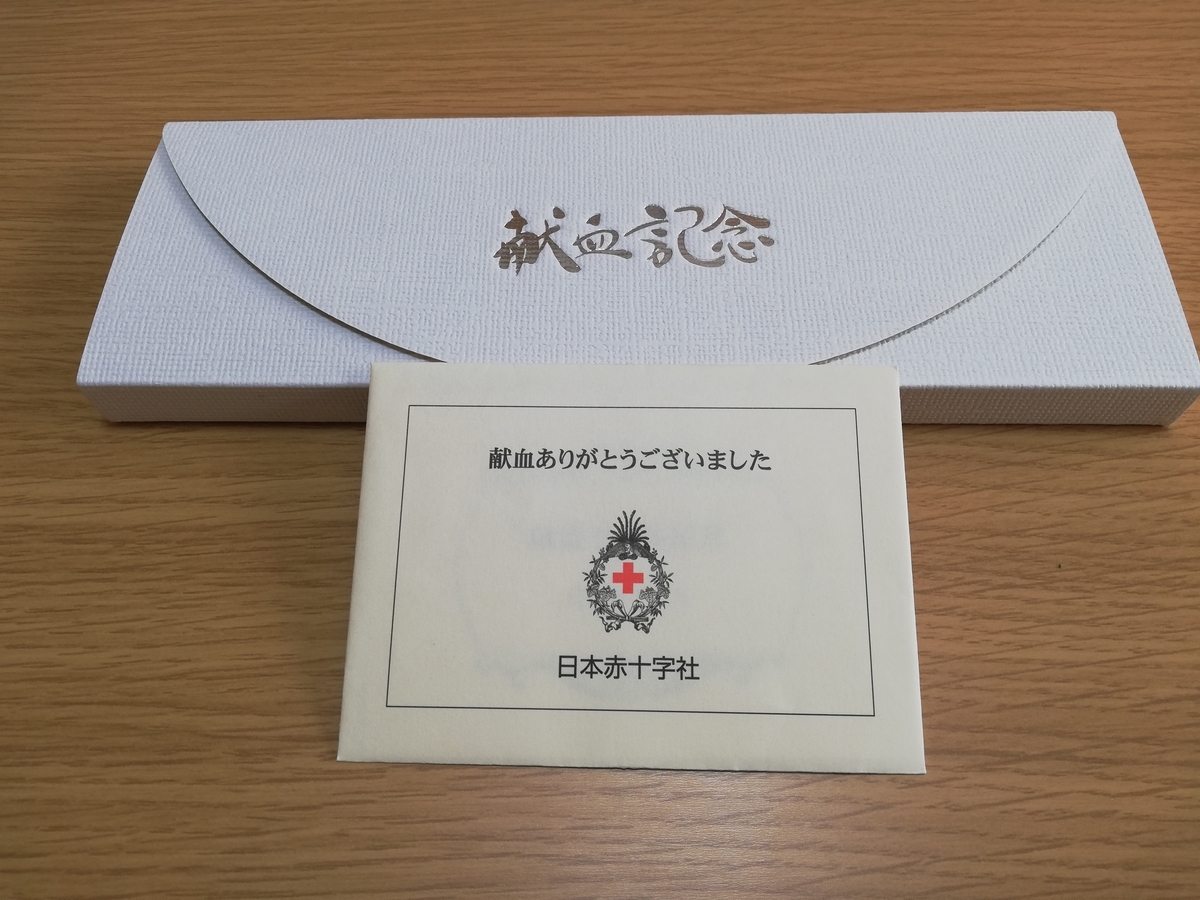 献血記念
献血ありがとうございました
日本赤十字社